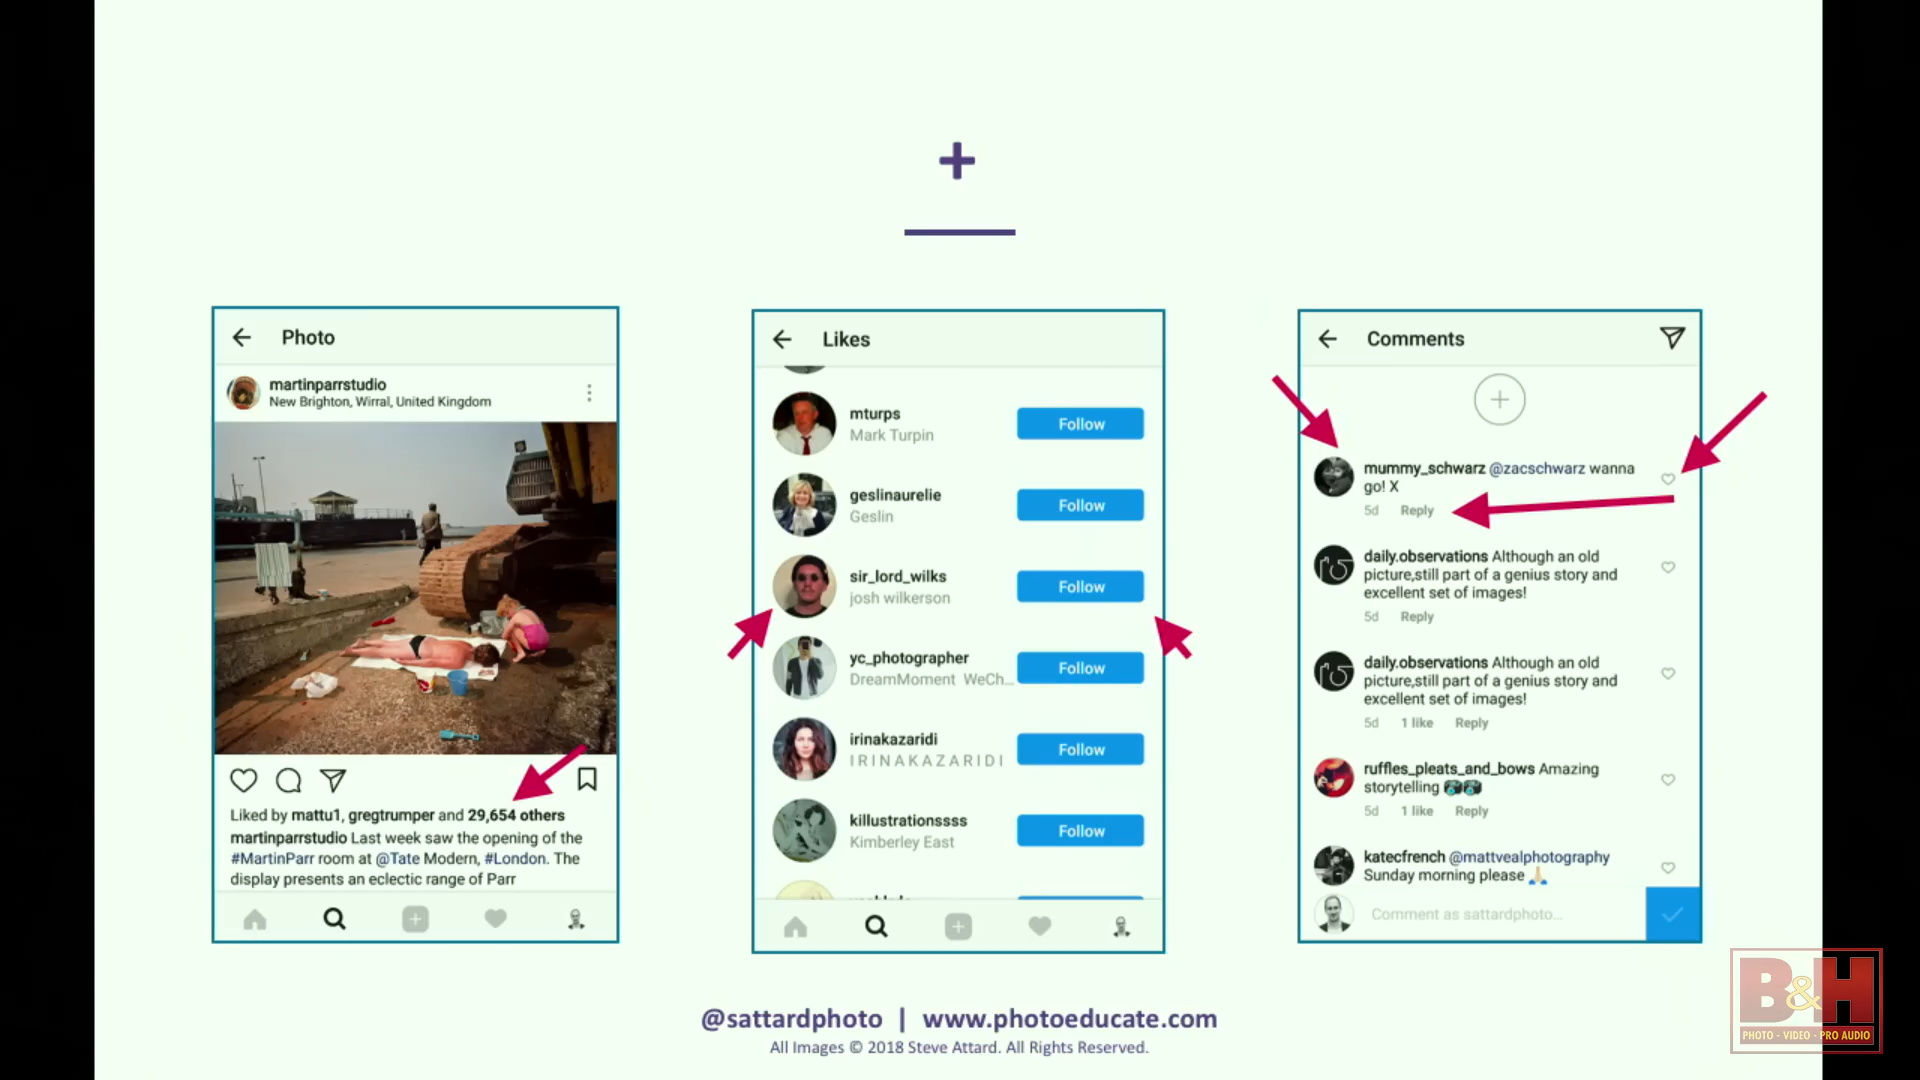 +
Photo
martinparrstudio
New Brighton, Wirral, United Kingdom
Liked by mattu1, gregtrumper and 29,654 others
martinparrstudio Last week saw the opening of the
#MartinParr room at @Tate Modern, #London. The
display presents an eclectic range of Parr
Likes
mturps
Mark Turpin
Follow
geslinaurelie
Geslin
Follow
sir_lord_wilks
josh wilkerson
Follow
yc_photographer
DreamMoment WeCh...
Follow
irinakazaridi
I R I N A K A Z A R I D I
Follow
killustrationssss
Kimberley East
Follow
Comments
mummy_schwarz @zacschwarz wanna
go! X
5d Reply
daily.observations Although an old
picture,still part of a genius story and
excellent set of images!
5d Reply
daily.observations Although an old
picture,still part of a genius story and
excellent set of images!
5d 1 like Reply
ruffles_pleats_and_bows Amazing
storytelling 📷📷
5d 1 like Reply
katecfrench @mattvealphotography
Sunday morning please 🙏🏼
Comment as sattardphoto...
@sattardphoto | www.photoeducate.com
All Images © 2018 Steve Attard. All Rights Reserved.
B&H
PHOTO - VIDEO - PRO AUDIO